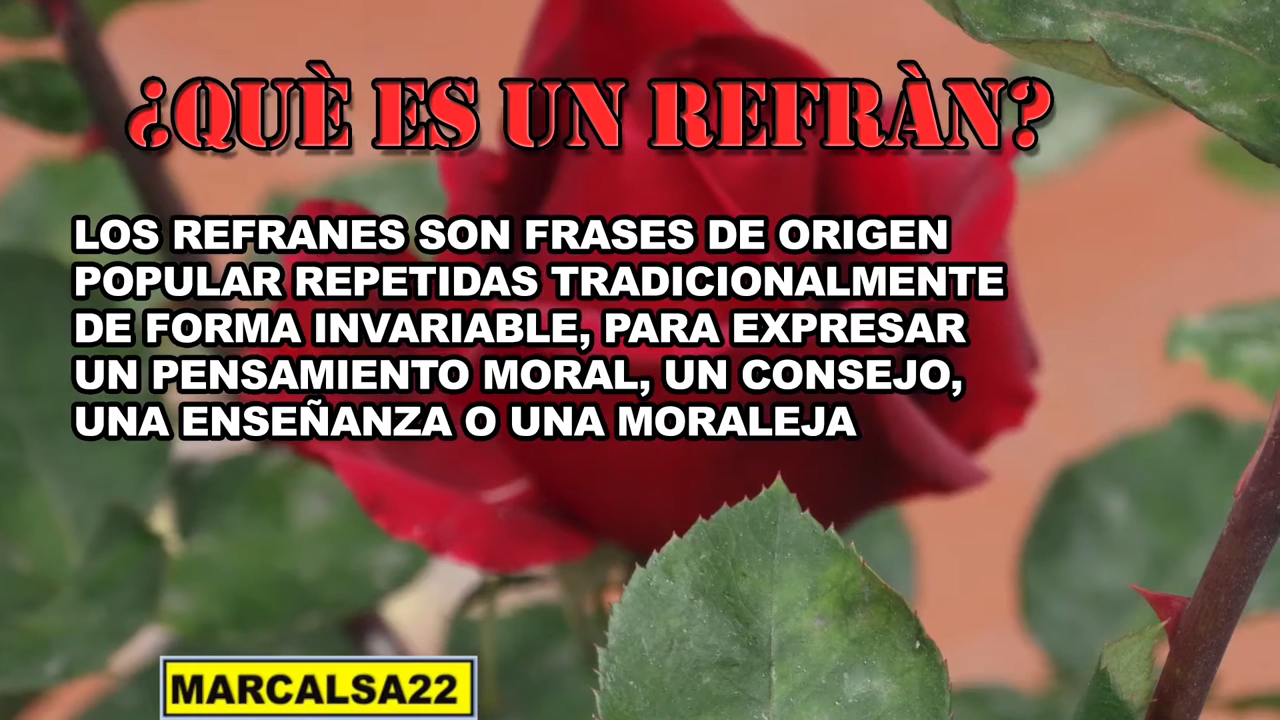 ¿QUÈ ES UN REFRÀN?
LOS REFRANES SON FRASES DE ORIGEN
POPULAR REPETIDAS TRADICIONALMENTE
DE FORMA INVARIABLE, PARA EXPRESAR
UN PENSAMIENTO MORAL, UN CONSEJO,
UNA ENSEÑANZA O UNA MORALEJA
MARCALSA22